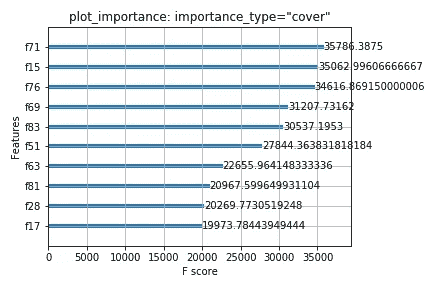 plot_importance: importance_type="cover"
f71 35786.3875
f15 35062.99606666667
f76 34616.869150000006
f69 31207.73162
f83 30537.1953
f51 27844.363831818184
f63 22655.964148333336
f81 20967.599649931104
f28 20269.7730519248
f17 19973.78443949444
Features
0 5000 10000 15000 20000 25000 30000 35000
F score